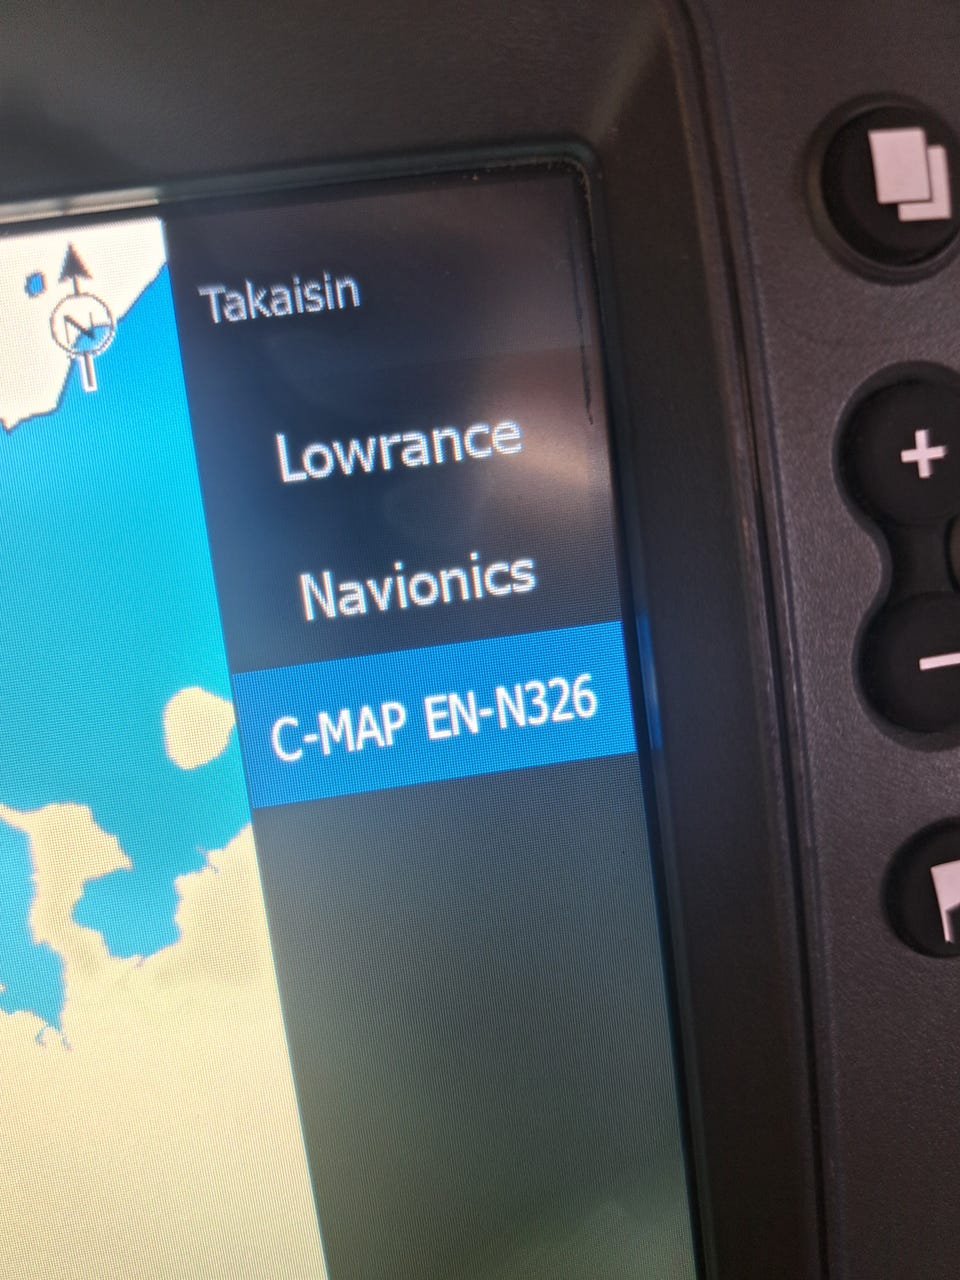 N
Takaisin
Lowrance
Navionics
C-MAP EN-N326
+
-